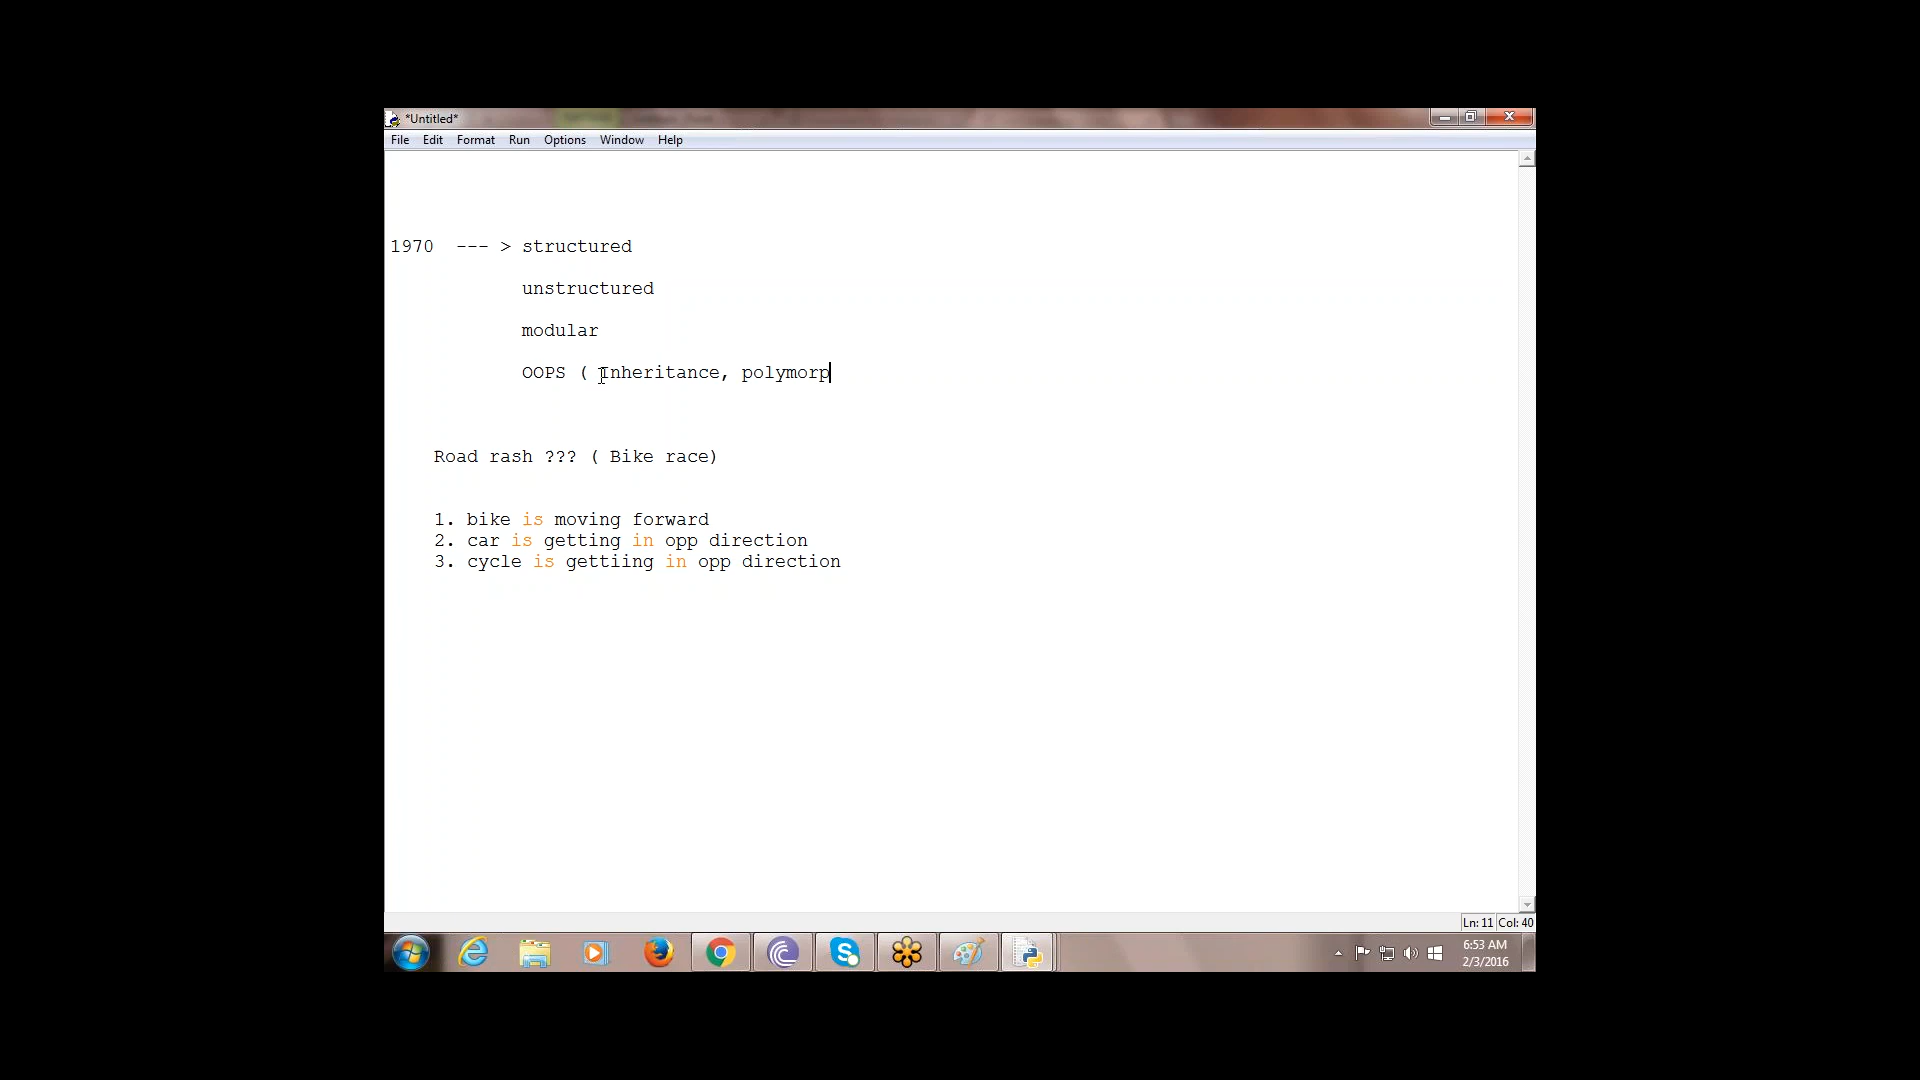 *Untitled*
File Edit Format Run Options Window Help
1970 --- > structured
unstructured
modular
OOPS ( Inheritance, polymorp
Road rash ??? ( Bike race)
1. bike is moving forward
2. car is getting in opp direction
3. cycle is gettiing in opp direction
Ln: 11 Col: 40
6:53 AM
2/3/2016